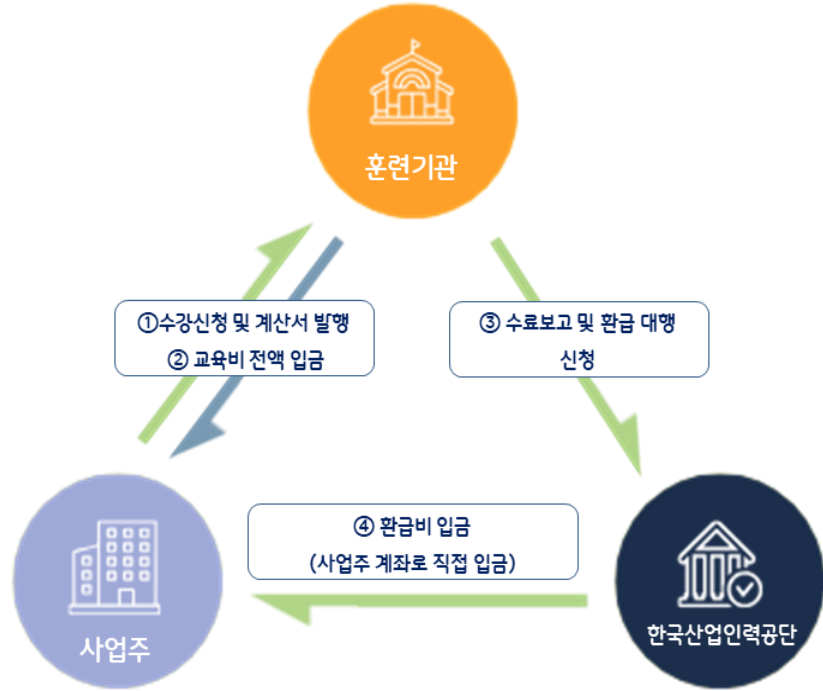 훈련기관
①수강신청 및 계산서 발행
② 교육비 전액 입금
③ 수료보고 및 환급 대행
신청
④ 환급비 입금
(사업주 계좌로 직접 입금)
사업주
한국산업인력공단